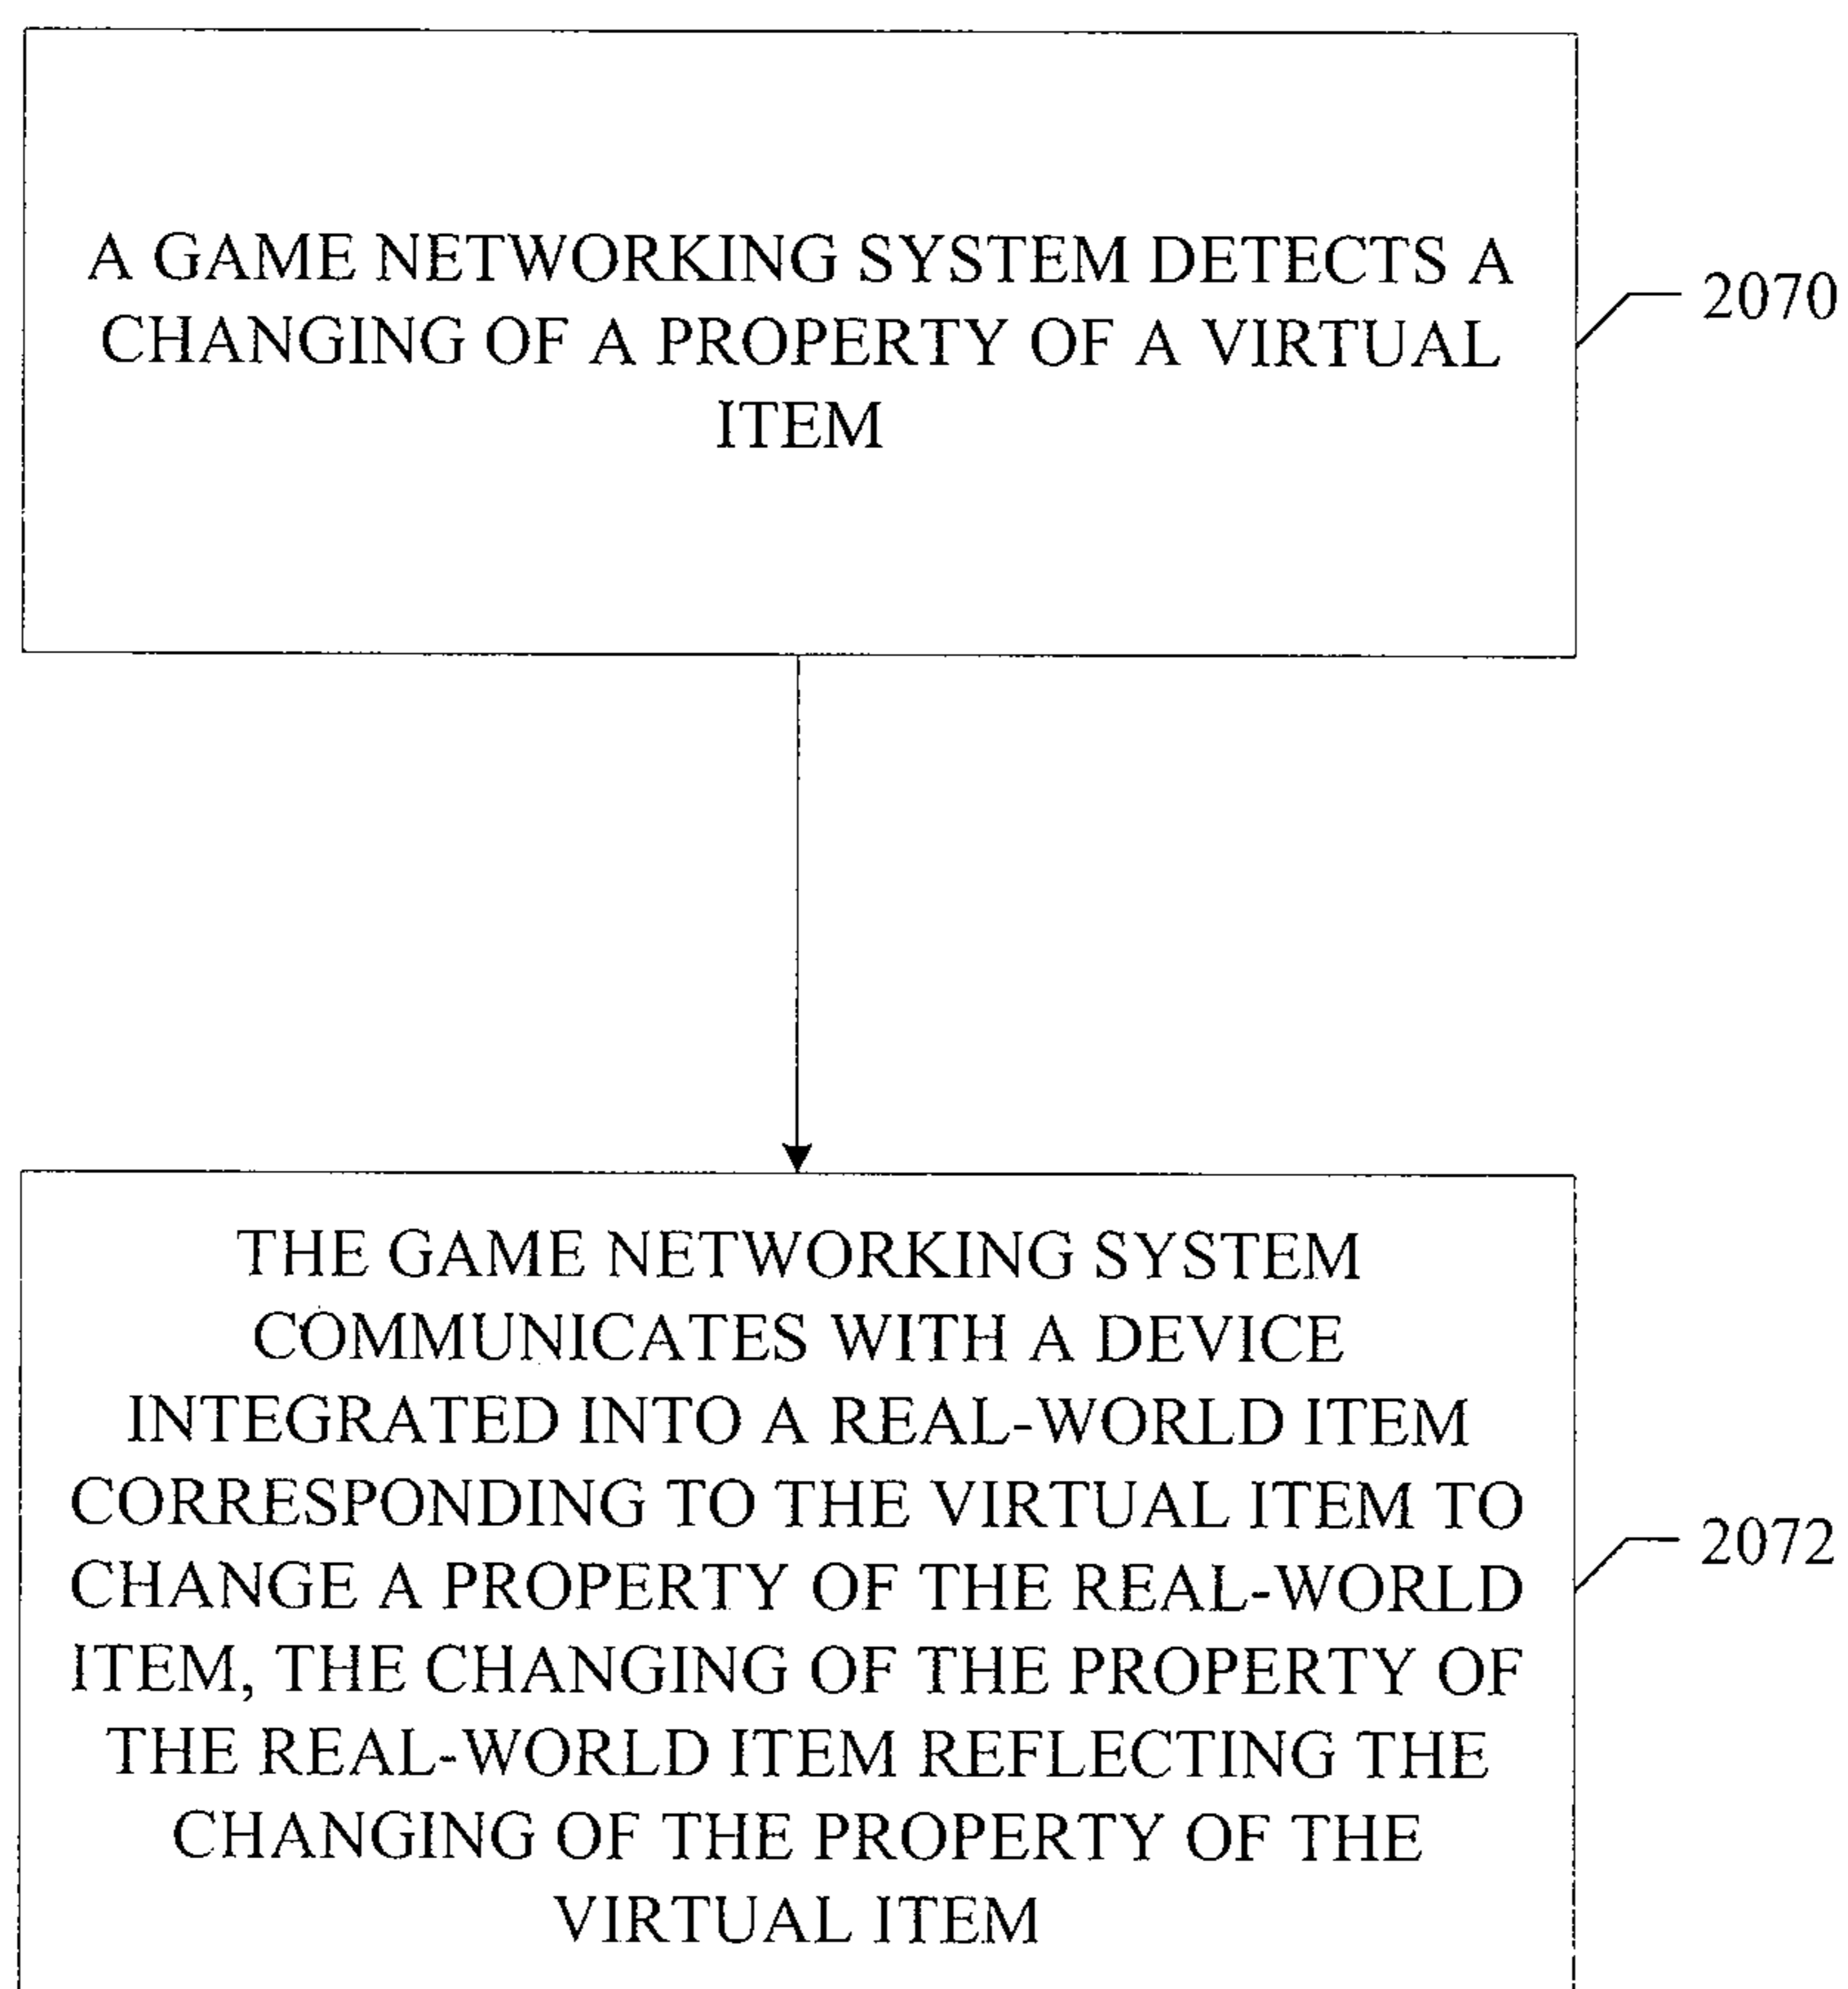 A GAME NETWORKING SYSTEM DETECTS A
CHANGING OF A PROPERTY OF A VIRTUAL
ITEM
2070
THE GAME NETWORKING SYSTEM
COMMUNICATES WITH A DEVICE
INTEGRATED INTO A REAL-WORLD ITEM
CORRESPONDING TO THE VIRTUAL ITEM TO
CHANGE A PROPERTY OF THE REAL-WORLD
ITEM, THE CHANGING OF THE PROPERTY OF
THE REAL-WORLD ITEM REFLECTING THE
CHANGING OF THE PROPERTY OF THE
VIRTUAL ITEM
2072